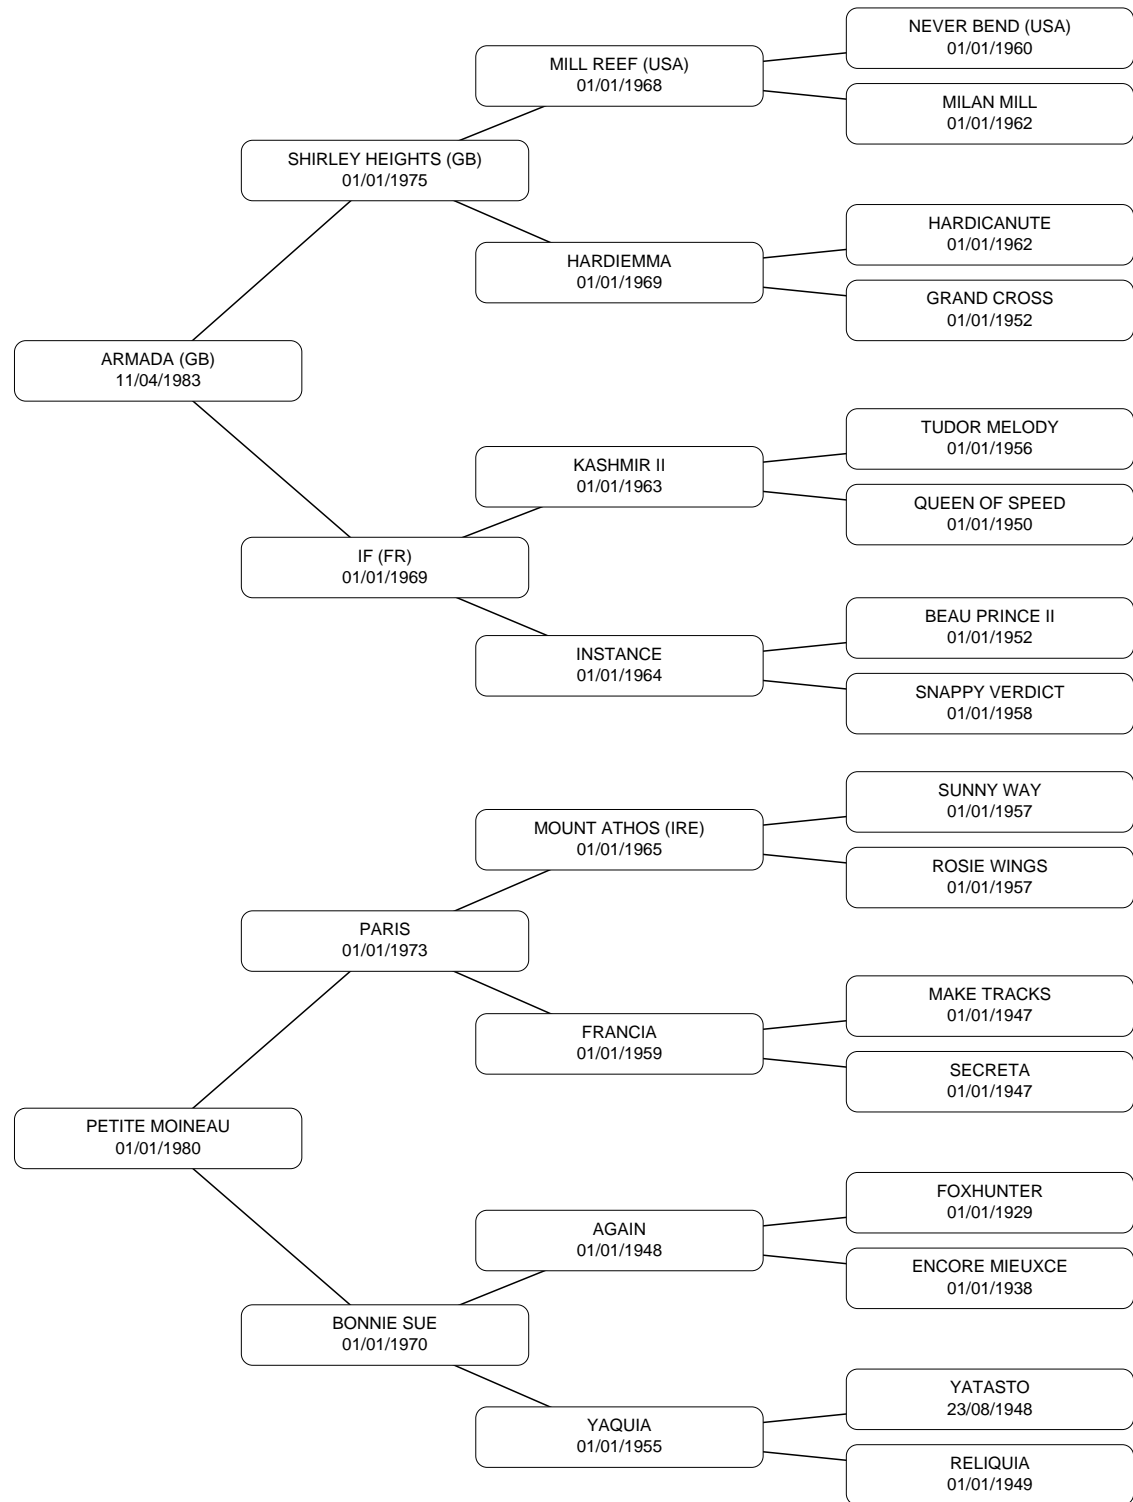 NEVER BEND (USA)
01/01/1960
MILL REEF (USA)
01/01/1968
MILAN MILL
01/01/1962
SHIRLEY HEIGHTS (GB)
01/01/1975
HARDICANUTE
01/01/1962
HARDIEMMA
01/01/1969
GRAND CROSS
01/01/1952
ARMADA (GB)
11/04/1983
TUDOR MELODY
01/01/1956
KASHMIR II
01/01/1963
QUEEN OF SPEED
01/01/1950
IF (FR)
01/01/1969
BEAU PRINCE II
01/01/1952
INSTANCE
01/01/1964
SNAPPY VERDICT
01/01/1958
SUNNY WAY
01/01/1957
MOUNT ATHOS (IRE)
01/01/1965
ROSIE WINGS
01/01/1957
PARIS
01/01/1973
MAKE TRACKS
01/01/1947
FRANCIA
01/01/1959
SECRETA
01/01/1947
PETITE MOINEAU
01/01/1980
FOXHUNTER
01/01/1929
AGAIN
01/01/1948
ENCORE MIEUXCE
01/01/1938
BONNIE SUE
01/01/1970
YATASTO
23/08/1948
YAQUIA
01/01/1955
RELIQUIA
01/01/1949